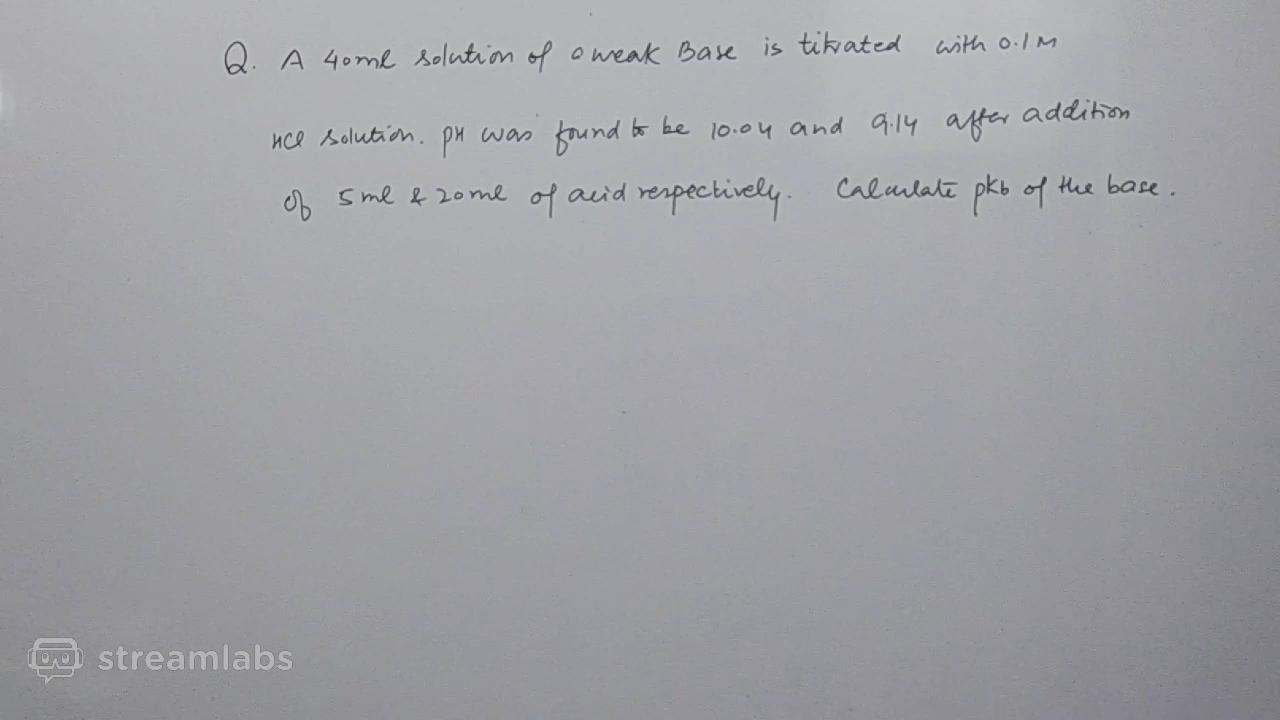 Q. A 40ml solution of a weak Base is titrated with 0.1M
HCl solution. pH was found to be 10.04 and 9.14 after addition
of 5ml & 20ml of acid respectively. Calculate pKb of the base.
streamlabs